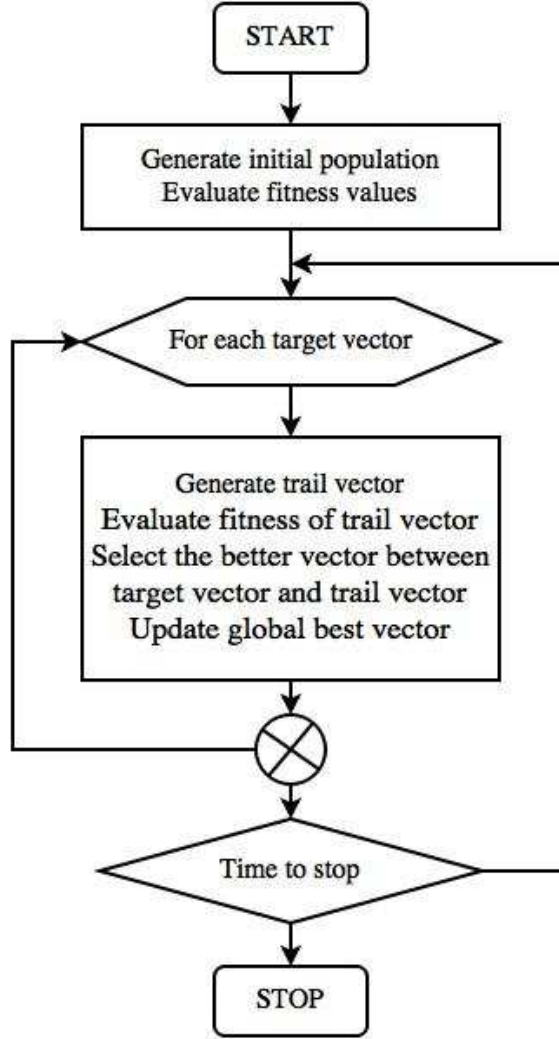 START
Generate initial population
Evaluate fitness values
For each target vector
Generate trail vector
Evaluate fitness of trail vector
Select the better vector between
target vector and trail vector
Update global best vector
Time to stop
STOP